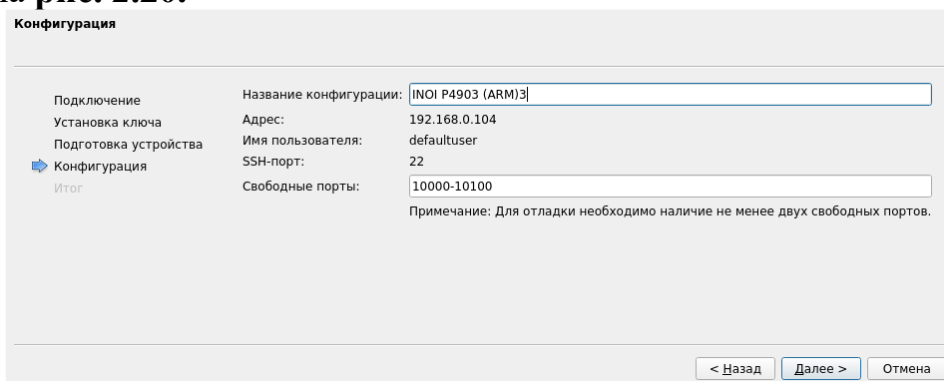 на рис. 2.20.
Конфигурация
Подключение
Установка ключа
Подготовка устройства
Конфигурация
Итог
Название конфигурации: INOI P4903 (ARM)3
Адрес: 192.168.0.104
Имя пользователя: defaultuser
SSH-порт: 22
Свободные порты: 10000-10100
Примечание: Для отладки необходимо наличие не менее двух свободных портов.
< Назад Далее > Отмена